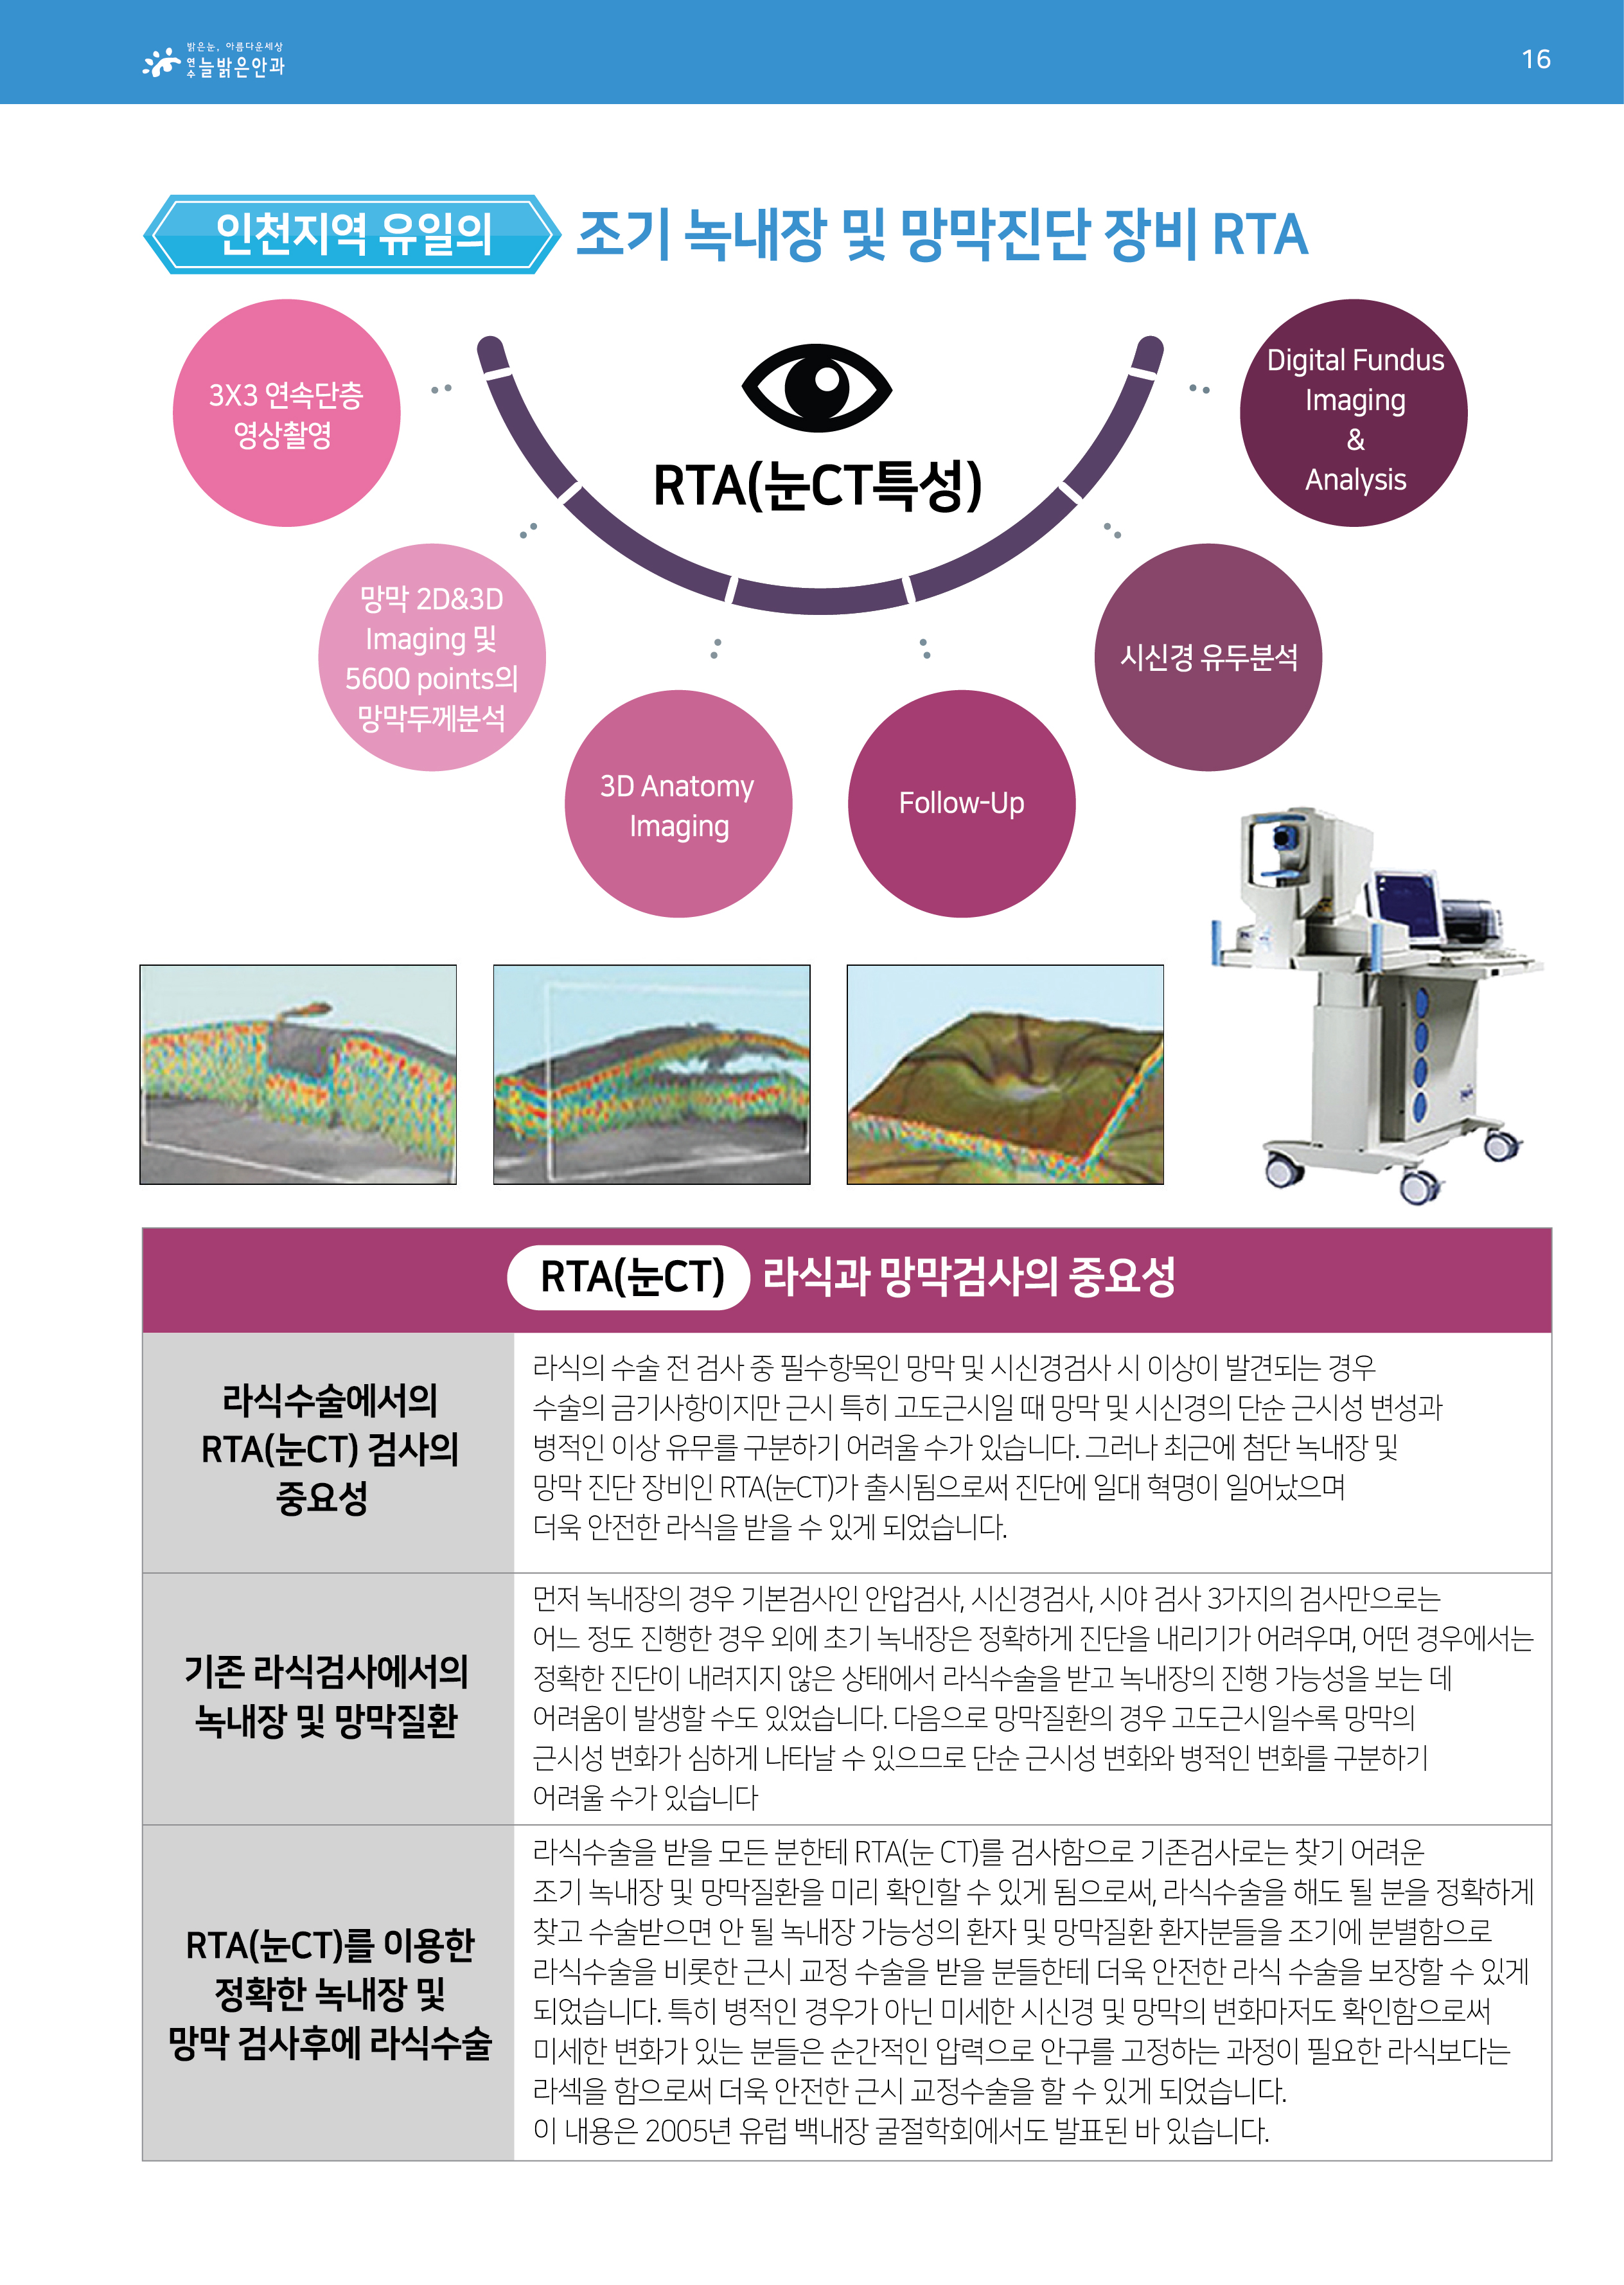 밝은눈, 아름다운세상
연수 늘밝은안과
16
인천지역 유일의 조기 녹내장 및 망막진단 장비 RTA
3X3 연속단층
영상촬영
망막 2D&3D
Imaging 및
5600 points의
망막두께분석
3D Anatomy
Imaging
Follow-Up
시신경 유두분석
Digital Fundus
Imaging
&
Analysis
RTA(눈CT특성)
RTA(눈CT) 라식과 망막검사의 중요성
라식수술에서의
RTA(눈CT) 검사의
중요성
라식의 수술 전 검사 중 필수항목인 망막 및 시신경검사 시 이상이 발견되는 경우
수술의 금기사항이지만 근시 특히 고도근시일 때 망막 및 시신경의 단순 근시성 변성과
병적인 이상 유무를 구분하기 어려울 수가 있습니다. 그러나 최근에 첨단 녹내장 및
망막 진단 장비인 RTA(눈CT)가 출시됨으로써 진단에 일대 혁명이 일어났으며
더욱 안전한 라식을 받을 수 있게 되었습니다.
기존 라식검사에서의
녹내장 및 망막질환
먼저 녹내장의 경우 기본검사인 안압검사, 시신경검사, 시야 검사 3가지의 검사만으로는
어느 정도 진행한 경우 외에 초기 녹내장은 정확하게 진단을 내리기가 어려우며, 어떤 경우에서는
정확한 진단이 내려지지 않은 상태에서 라식수술을 받고 녹내장의 진행 가능성을 보는 데
어려움이 발생할 수도 있었습니다. 다음으로 망막질환의 경우 고도근시일수록 망막의
근시성 변화가 심하게 나타날 수 있으므로 단순 근시성 변화와 병적인 변화를 구분하기
어려울 수가 있습니다
RTA(눈CT)를 이용한
정확한 녹내장 및
망막 검사후에 라식수술
라식수술을 받을 모든 분한테 RTA(눈 CT)를 검사함으로 기존검사로는 찾기 어려운
조기 녹내장 및 망막질환을 미리 확인할 수 있게 됨으로써, 라식수술을 해도 될 분을 정확하게
찾고 수술받으면 안 될 녹내장 가능성의 환자 및 망막질환 환자분들을 조기에 분별함으로
라식수술을 비롯한 근시 교정 수술을 받을 분들한테 더욱 안전한 라식 수술을 보장할 수 있게
되었습니다. 특히 병적인 경우가 아닌 미세한 시신경 및 망막의 변화마저도 확인함으로써
미세한 변화가 있는 분들은 순간적인 압력으로 안구를 고정하는 과정이 필요한 라식보다는
라섹을 함으로써 더욱 안전한 근시 교정수술을 할 수 있게 되었습니다.
이 내용은 2005년 유럽 백내장 굴절학회에서도 발표된 바 있습니다.